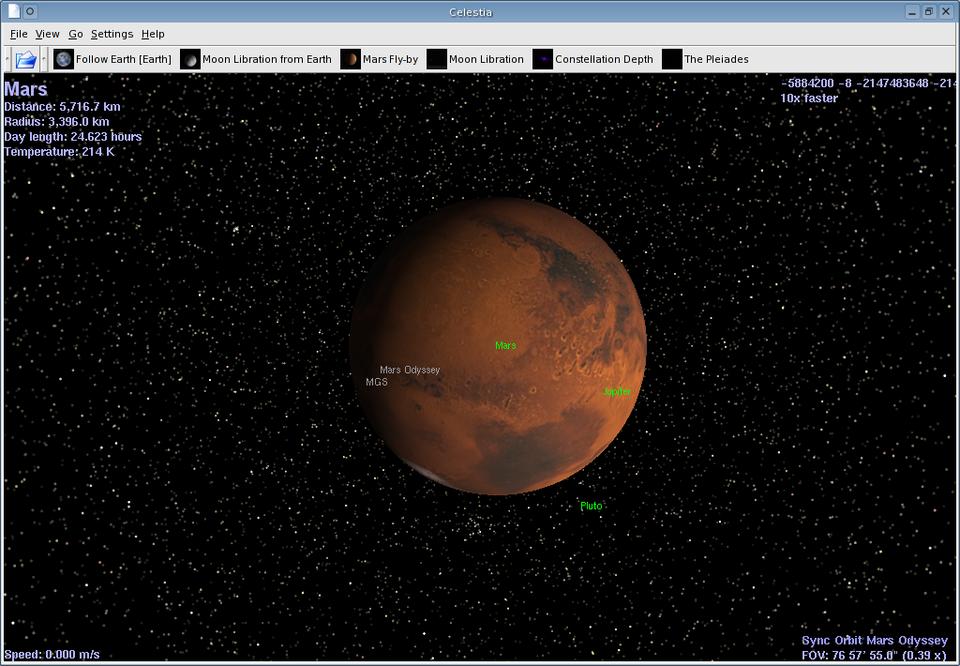 Celestia
File View Go Settings Help
Follow Earth [Earth] Moon Libration from Earth Mars Fly-by Moon Libration Constellation Depth The Pleiades
Mars
Distance: 5,716.7 km
Radius: 3,396.0 km
Day length: 24.623 hours
Temperature: 214 K
-5884200 -8 -2147483648 -214
10x faster
Mars
Mars Odyssey
MGS
Jupiter
Pluto
Speed: 0.000 m/s
Sync Orbit Mars Odyssey
FOV: 76 57' 55.0" (0.39 x)